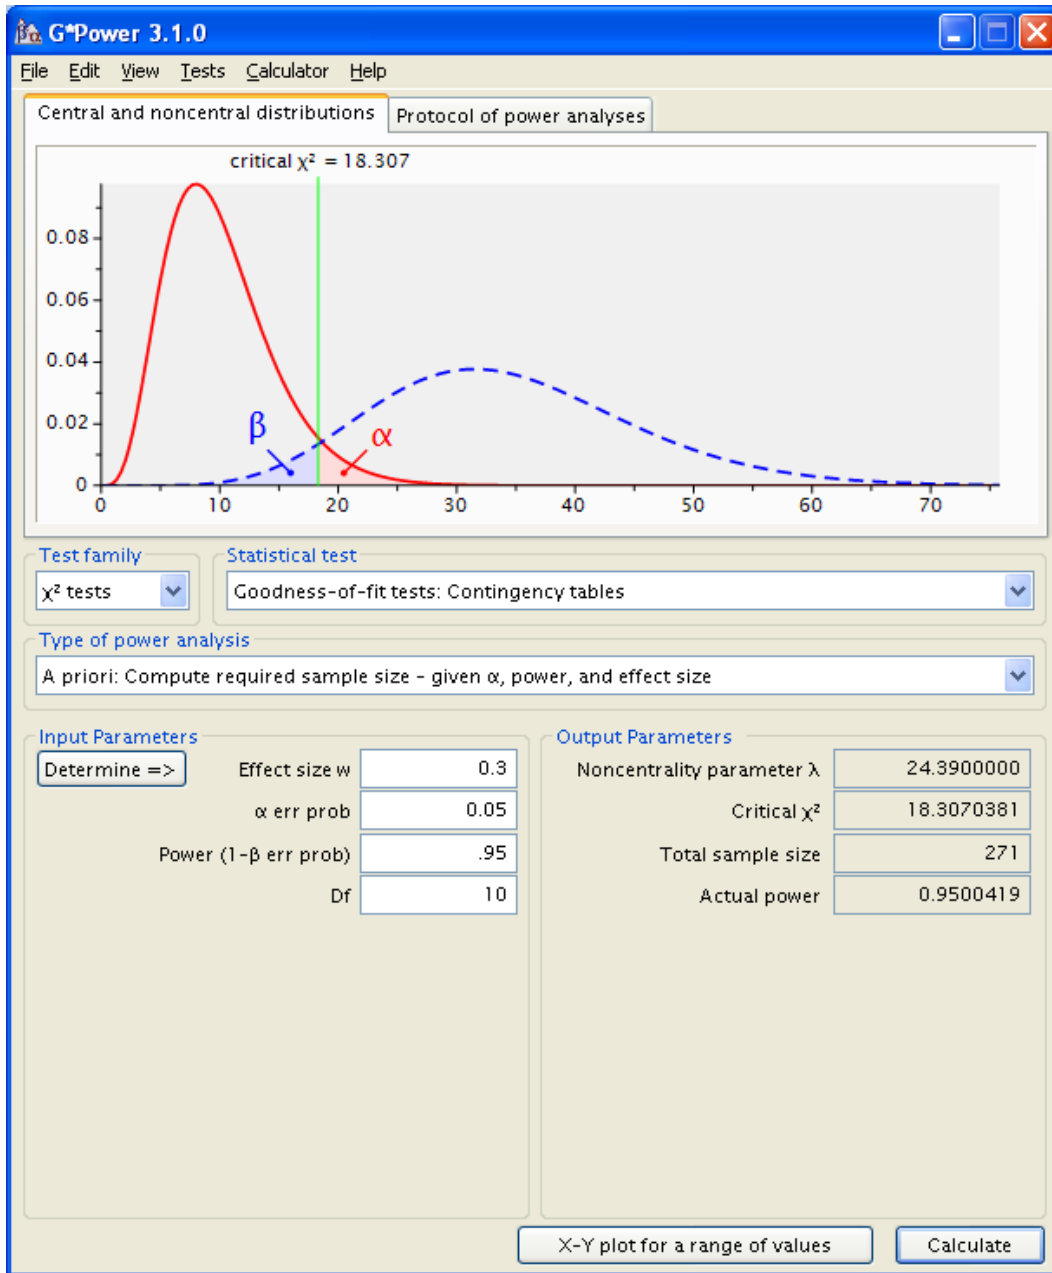 G*Power 3.1.0
File Edit View Tests Calculator Help
Central and noncentral distributions
Protocol of power analyses
critical χ² = 18.307
0.08
0.06
0.04
0.02
0
β
α
0 10 20 30 40 50 60 70
Test family
Statistical test
χ² tests
Goodness-of-fit tests: Contingency tables
Type of power analysis
A priori: Compute required sample size - given α, power, and effect size
Input Parameters
Determine =>
Effect size w 0.3
α err prob 0.05
Power (1-β err prob) .95
Df 10
Output Parameters
Noncentrality parameter λ 24.3900000
Critical χ² 18.3070381
Total sample size 271
Actual power 0.9500419
X-Y plot for a range of values
Calculate